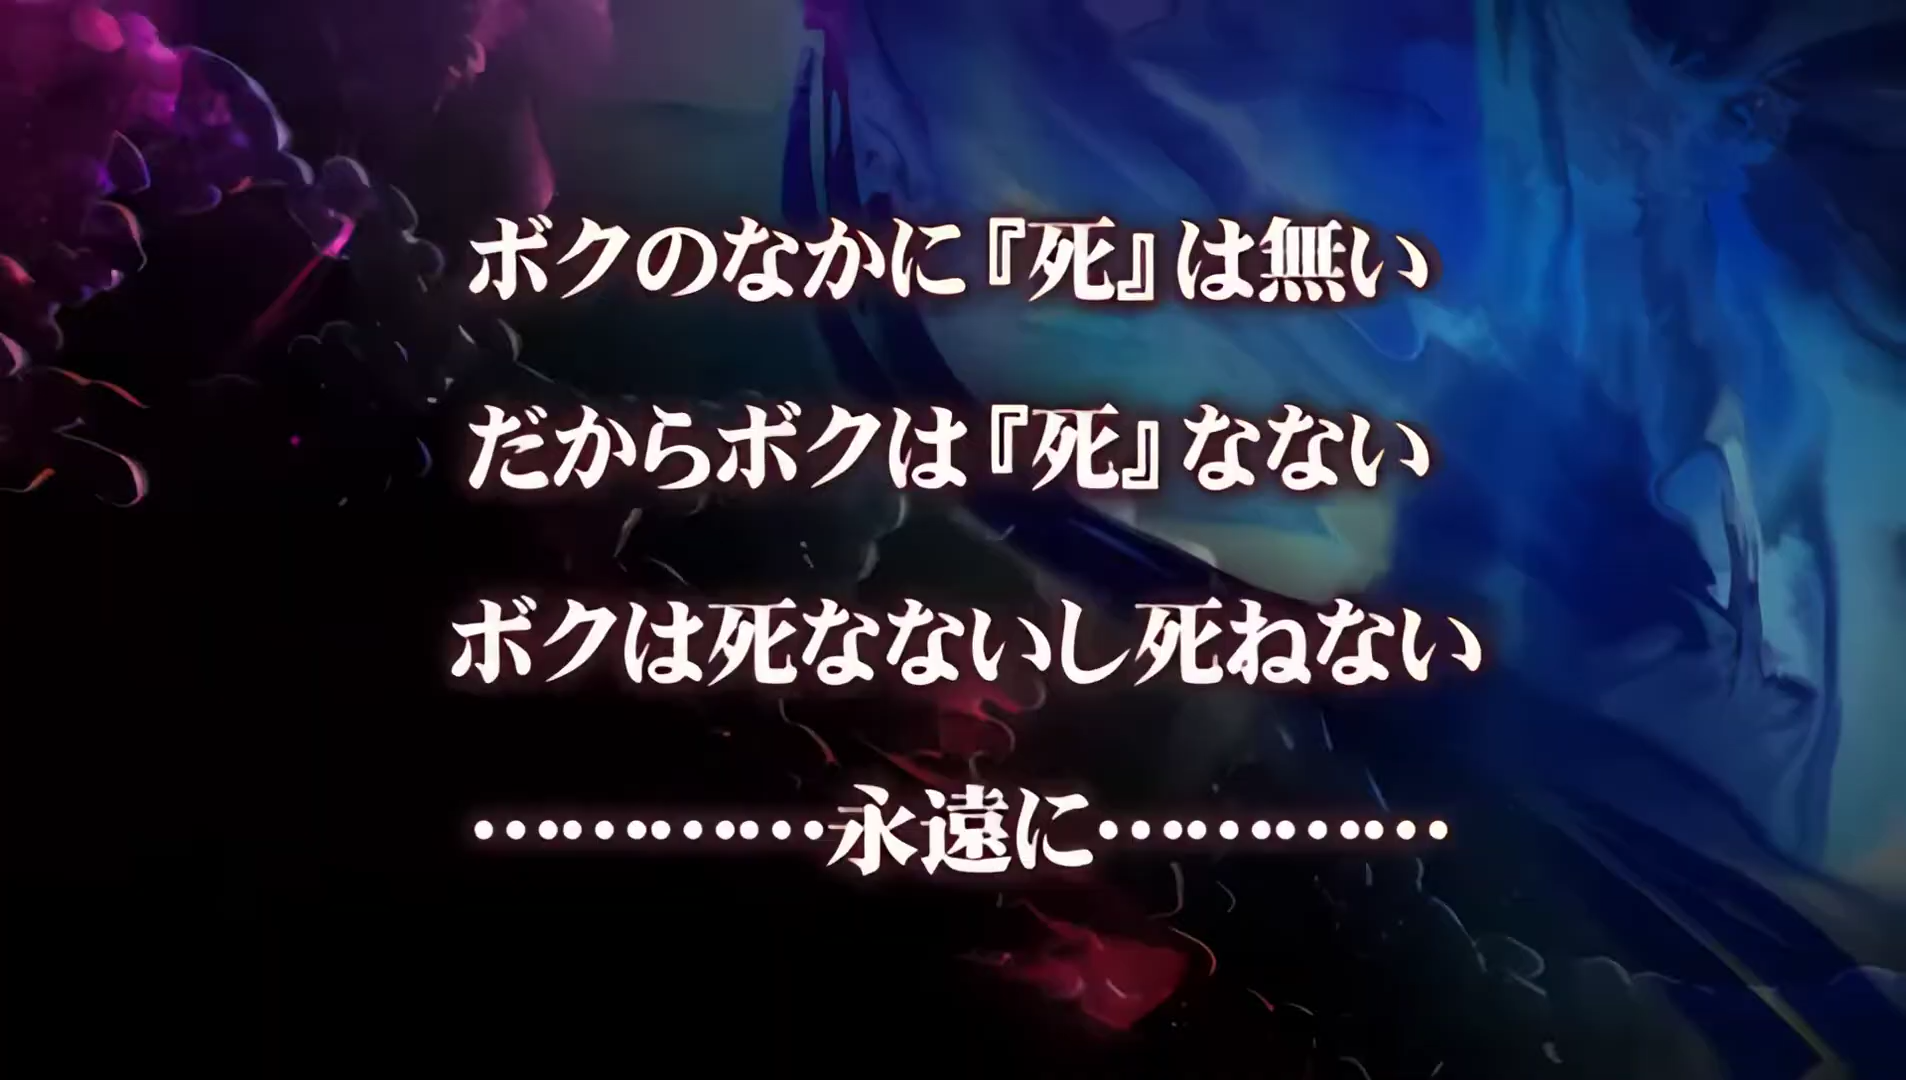 ボクのなかに『死』は無い
だからボクは『死』なない
ボクは死なないし死ねない
…………永遠に…………